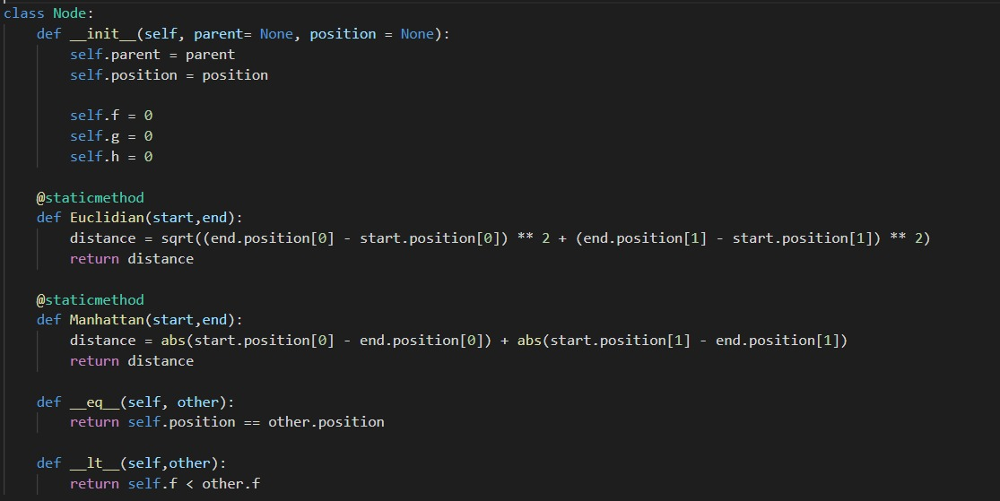 class Node:
    def __init__(self, parent= None, position = None):
        self.parent = parent
        self.position = position

        self.f = 0
        self.g = 0
        self.h = 0

    @staticmethod
    def Euclidian(start,end):
        distance = sqrt((end.position[0] - start.position[0]) ** 2 + (end.position[1] - start.position[1]) ** 2)
        return distance

    @staticmethod
    def Manhattan(start,end):
        distance = abs(start.position[0] - end.position[0]) + abs(start.position[1] - end.position[1])
        return distance

    def __eq__(self, other):
        return self.position == other.position

    def __lt__(self,other):
        return self.f < other.f